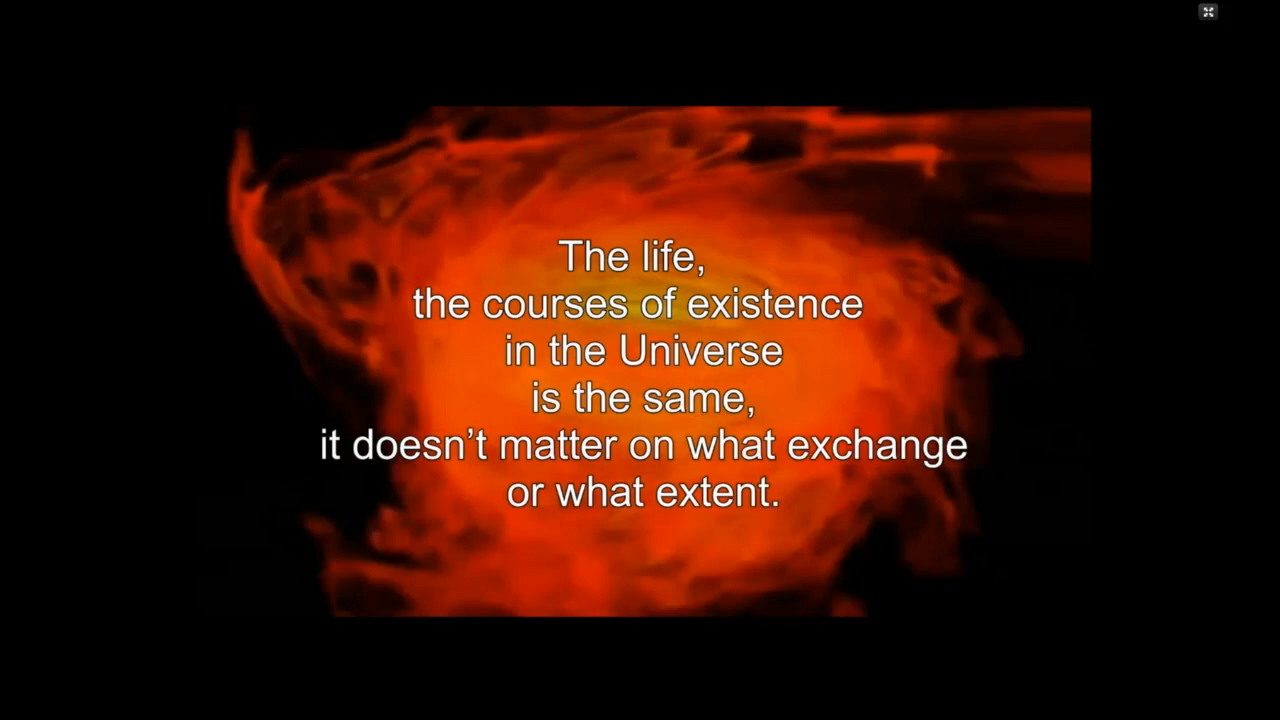 The life,
the courses of existence
in the Universe
is the same,
it doesn’t matter on what exchange
or what extent.